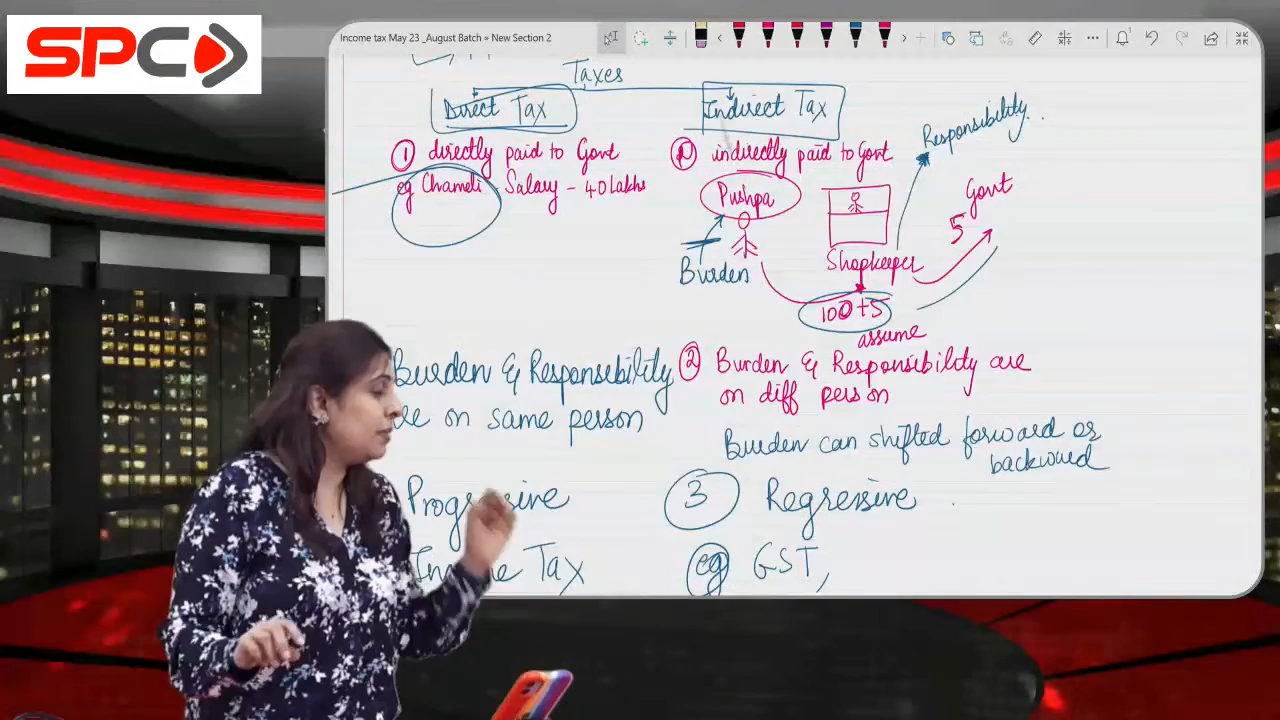 SPC
Income tax May 23 _August Batch » New Section 2
Taxes
Direct Tax
Indirect Tax
① directly paid to Govt
eg Chameli - Salary - 40 Lakhs
Burden & Responsibility
on same person
Progressive
Income Tax
① indirectly paid to Govt
Pushpa
Burden
Shopkeeper
100 + 5
assume
5
Govt
Responsibility
② Burden & Responsibility are
on diff person
Burden can shifted forward or
backward
3 Regressive
eg GST,